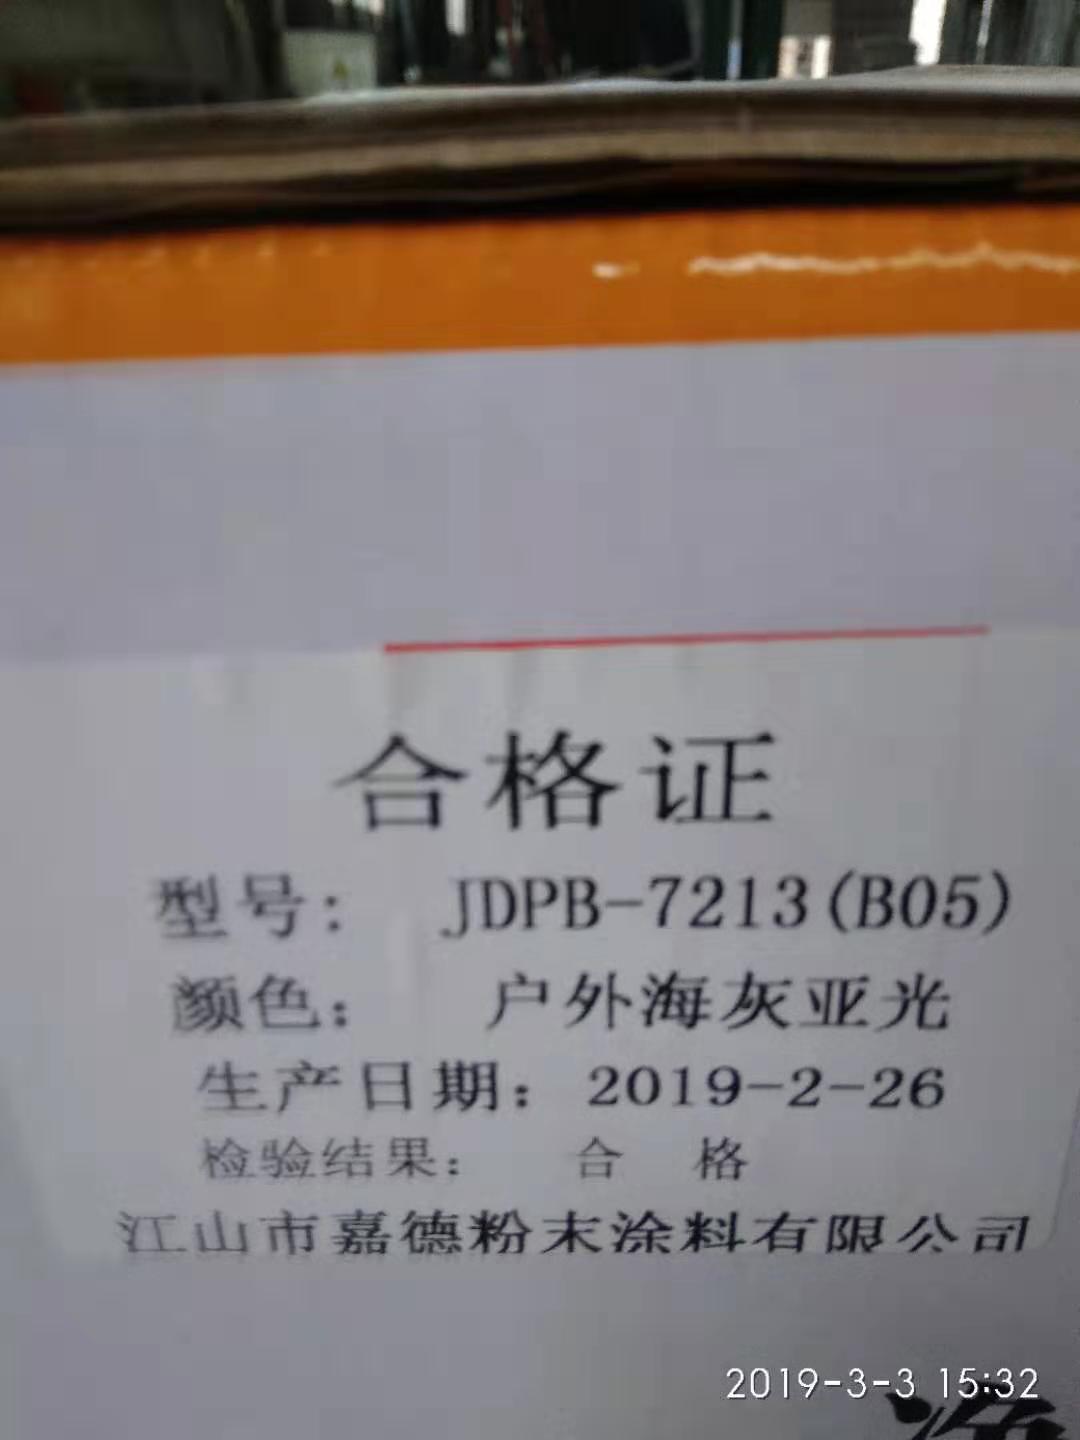 合格证
型号: JDPB-7213(B05)
颜色: 户外海灰亚光
生产日期: 2019-2-26
检验结果: 合 格
江山市嘉德粉末涂料有限公司
2019-3-3 15:32